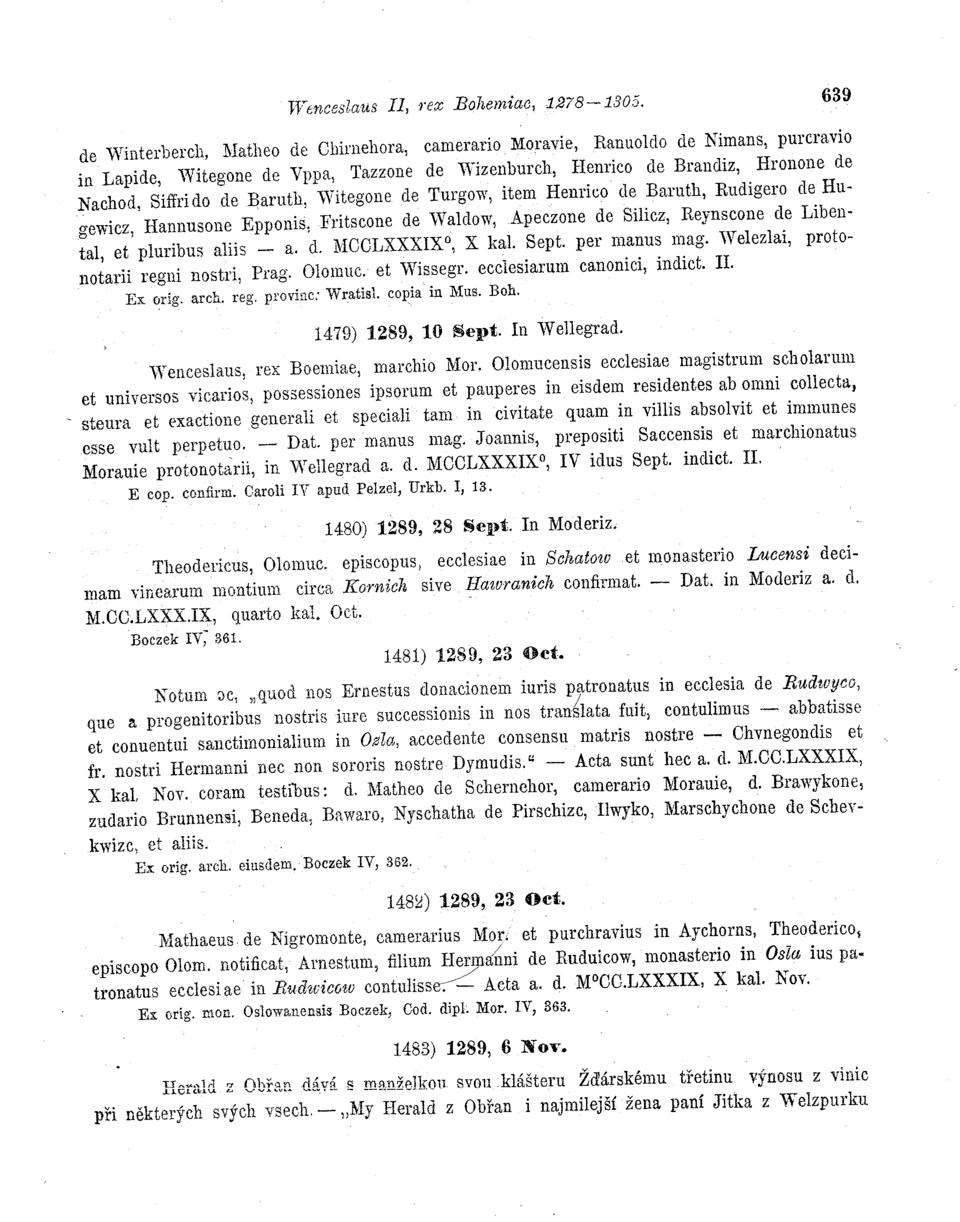 Wenceslaus II, rex Bohemiae, 1278—1305. 639
de Winterberch, Matheo de Chirnehora, camerario Moravie, Ranuoldo de Nimans, purcravio
in Lapide, Witegone de Vppa, Tazzone de Wizenburch, Henrico de Brandiz, Hronone de
Nachod, Siffrido de Baruth, Witegone de Turgow, item Henrico de Baruth, Rudigero de Hu-
gewicz, Hannusone Epponis, Fritscone de Waldow, Apeczone de Silicz, Reynscone de Liben-
tal, et pluribus aliis — a. d. MCCLXXXIX⁰, X kal. Sept. per manus mag. Welezlai, proto-
notarii regni nostri, Prag. Olomuc. et Wissegr. ecclesiarum canonici, indict. II.
Ex orig. arch. reg. provinc. Wratisl. copia in Mus. Boh.
1479) 1289, 10 Sept. In Wellegrad.
Wenceslaus, rex Boemiae, marchio Mor. Olomucensis ecclesiae magistrum scholarum
et universos vicarios, possessiones ipsorum et pauperes in eisdem residentes ab omni collecta,
steura et exactione generali et speciali tam in civitate quam in villis absolvit et immunes
esse vult perpetuo. — Dat. per manus mag. Joannis, prepositi Saccensis et marchionatus
Morauie protonotarii, in Wellegrad a. d. MCCLXXXIX⁰, IV idus Sept. indict. II.
E cop. confirm. Caroli IV apud Pelzel, Urkb. I, 13.
1480) 1289, 28 Sept. In Moderiz.
Theodericus, Olomuc. episcopus, ecclesiae in Schatow et monasterio Lucensi deci-
mam vinearum montium circa Kornich sive Hawranich confirmat. — Dat. in Moderiz a. d.
M.CC.LXXX.IX, quarto kal. Oct.
Boczek IV, 361.
1481) 1289, 23 Oct.
Notum ꝛc, „quod nos Ernestus donacionem iuris patronatus in ecclesia de Rudwyco,
que a progenitoribus nostris iure successionis in nos translata fuit, contulimus — abbatisse
et conuentui sanctimonialium in Ozla, accedente consensu matris nostre — Chvnegondis et
fr. nostri Hermanni nec non sororis nostre Dymudis.“ — Acta sunt hec a. d. M.CC.LXXXIX,
X kal. Nov. coram testibus: d. Matheo de Schernehor, camerario Morauie, d. Brawykone,
zudario Brunnensi, Beneda, Bawaro, Nyschatha de Pirschizc, Ilwyko, Marschychone de Schev-
kwizc, et aliis.
Ex orig. arch. eiusdem. Boczek IV, 362.
1482) 1289, 23 Oct.
Mathaeus de Nigromonte, camerarius Mor. et purchravius in Aychorns, Theoderico,
episcopo Olom. notificat, Arnestum, filium Hermanni de Ruduicow, monasterio in Osla ius pa-
tronatus ecclesiae in Rudwicow contulisse. — Acta a. d. M⁰CC.LXXXIX, X kal. Nov.
Ex orig. mon. Oslowanensis Boczek, Cod. dipl. Mor. IV, 363.
1483) 1289, 6 Nov.
Herald z Obřan dává s manželkou svou klášteru Žďárskému třetinu výnosu z vinic
při některých svých vsech. — „My Herald z Obřan i najmilejší žena paní Jitka z Welzpurku